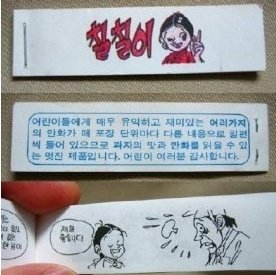 칠칠이
어린이들에게 매우 유익하고 재미있는 여러가지
의 만화가 매 포장 단위마다 다른 내용으로 일편
씩 들어 있으므로 과자의 맛과 만화를 읽을 수 있
는 멋진 제품입니다. 어린이 여러분 감사합니다.